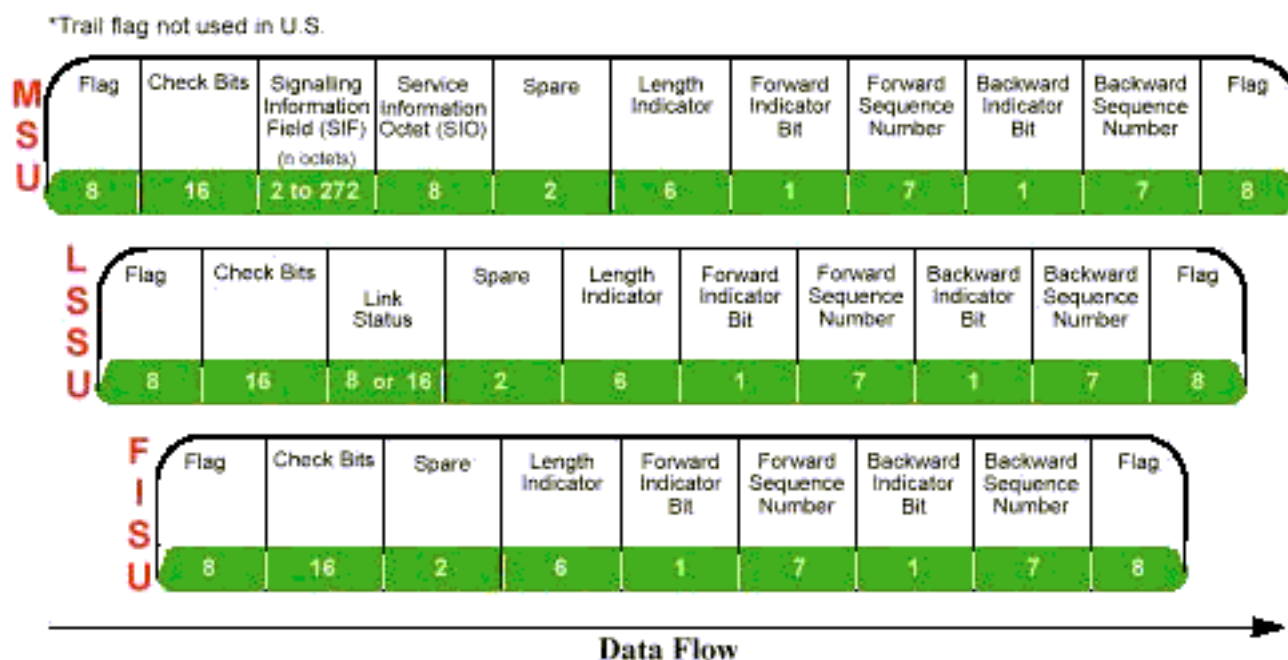 *Trail flag not used in U.S.
MSU
Flag
Check Bits
Signalling
Information
Field (SIF)
(n octets)
Service
Information
Octet (SIO)
Spare
Length
Indicator
Forward
Indicator
Bit
Forward
Sequence
Number
Backward
Indicator
Bit
Backward
Sequence
Number
Flag
8 16 2 to 272 8 2 6 1 7 1 7 8
LSSU
Flag
Check Bits
Link
Status
Spare
Length
Indicator
Forward
Indicator
Bit
Forward
Sequence
Number
Backward
Indicator
Bit
Backward
Sequence
Number
Flag
8 16 8 or 16 2 6 1 7 1 7 8
FISU
Flag
Check Bits
Spare
Length
Indicator
Forward
Indicator
Bit
Forward
Sequence
Number
Backward
Indicator
Bit
Backward
Sequence
Number
Flag
8 16 2 6 1 7 1 7 8
Data Flow